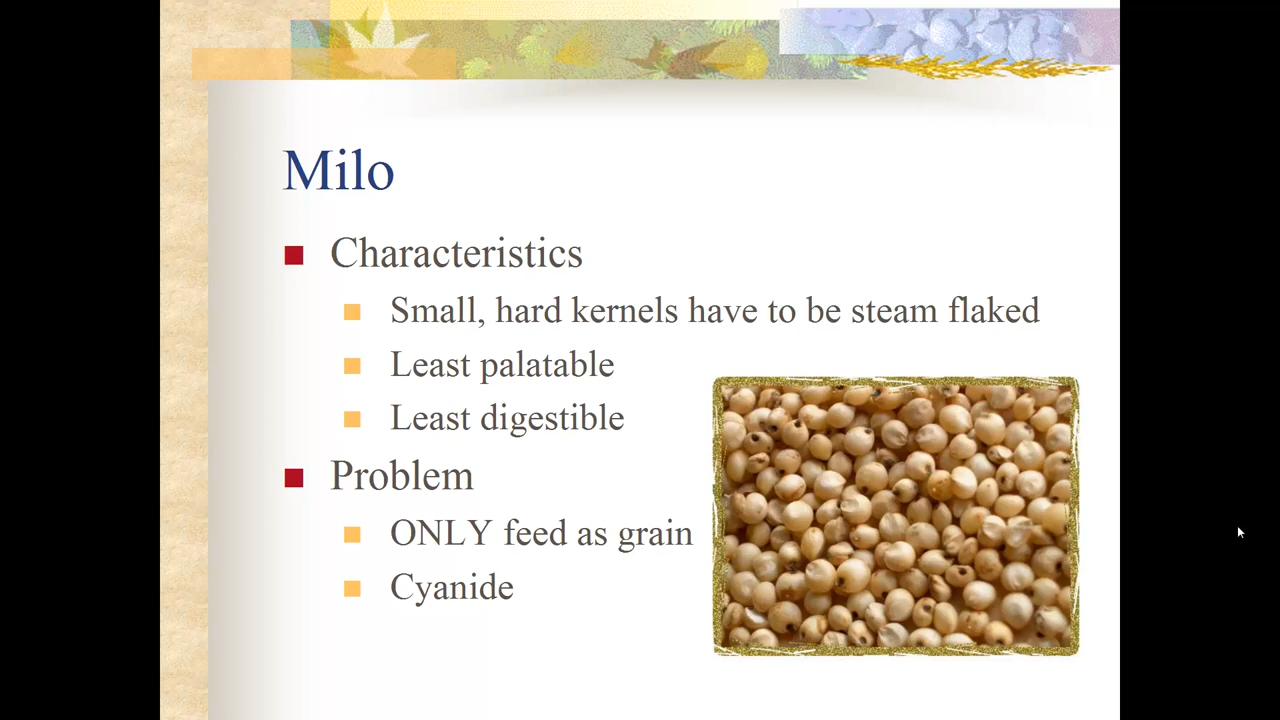 Milo
Characteristics
Small, hard kernels have to be steam flaked
Least palatable
Least digestible
Problem
ONLY feed as grain
Cyanide